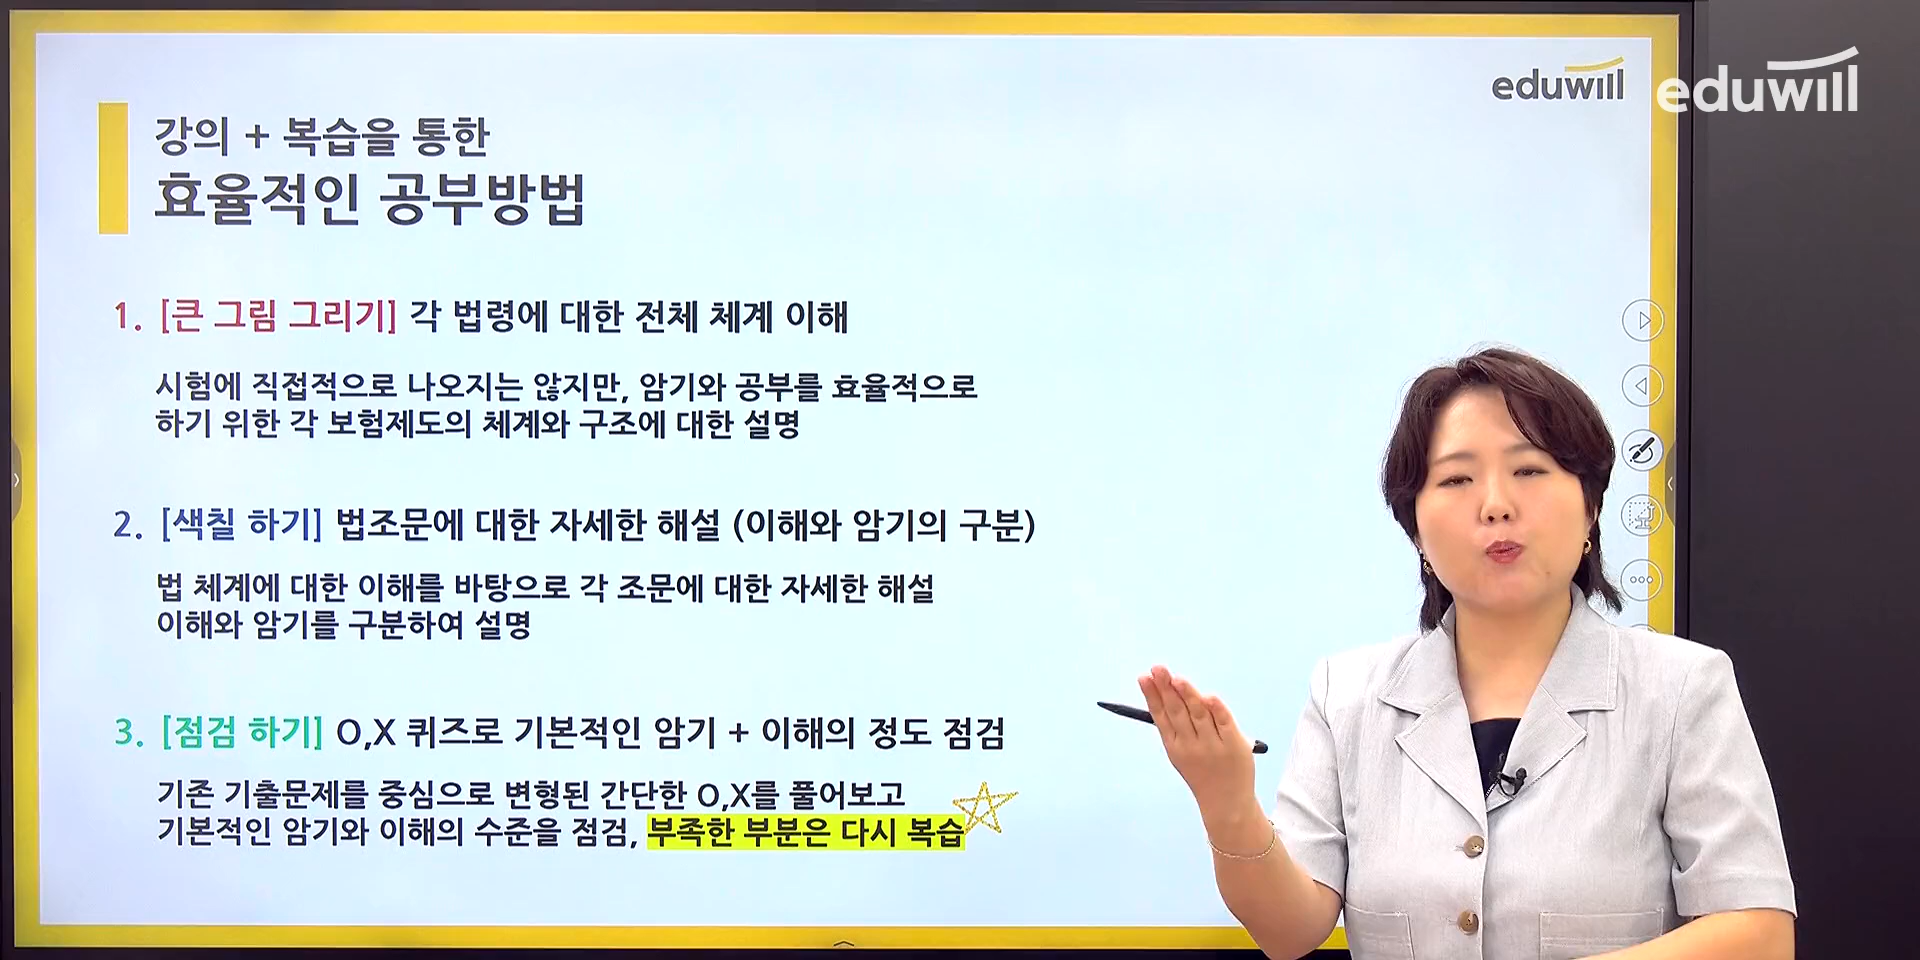 eduwill
eduwill
강의 + 복습을 통한
효율적인 공부방법
1. [큰 그림 그리기] 각 법령에 대한 전체 체계 이해
시험에 직접적으로 나오지는 않지만, 암기와 공부를 효율적으로
하기 위한 각 보험제도의 체계와 구조에 대한 설명
2. [색칠 하기] 법조문에 대한 자세한 해설 (이해와 암기의 구분)
법 체계에 대한 이해를 바탕으로 각 조문에 대한 자세한 해설
이해와 암기를 구분하여 설명
3. [점검 하기] O,X 퀴즈로 기본적인 암기 + 이해의 정도 점검
기존 기출문제를 중심으로 변형된 간단한 O,X를 풀어보고
기본적인 암기와 이해의 수준을 점검, 부족한 부분은 다시 복습